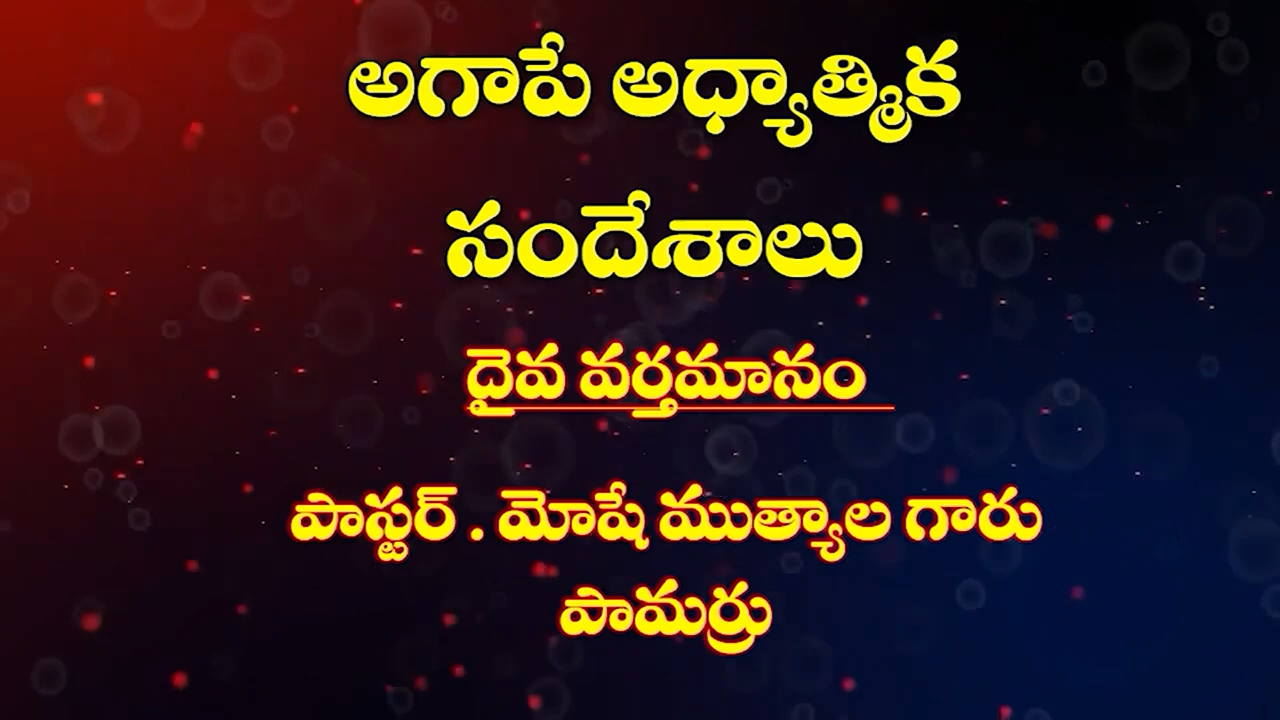 అగాపే అధ్యాత్మిక
సందేశాలు
దైవ వర్తమానం
పాస్టర్ . మోషే ముత్యాల గారు
పామర్రు